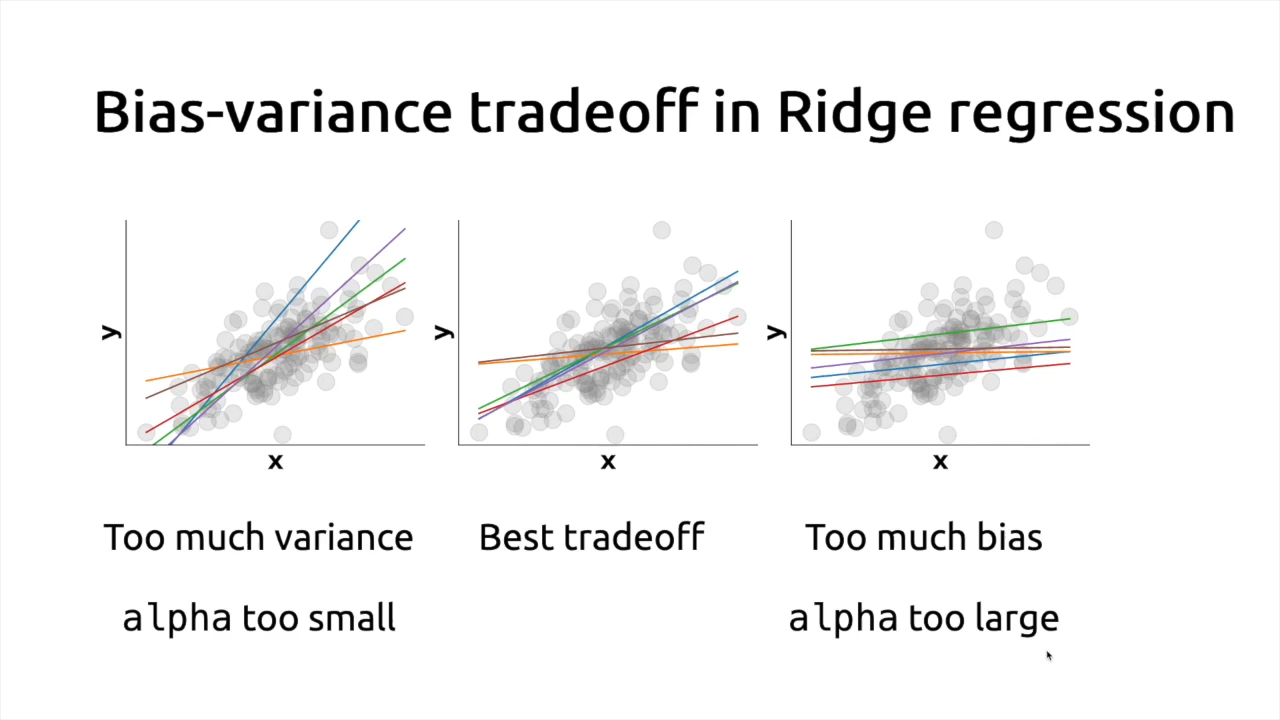 Bias-variance tradeoff in Ridge regression
y
x
y
x
y
x
Too much variance
Best tradeoff
Too much bias
alpha too small
alpha too large